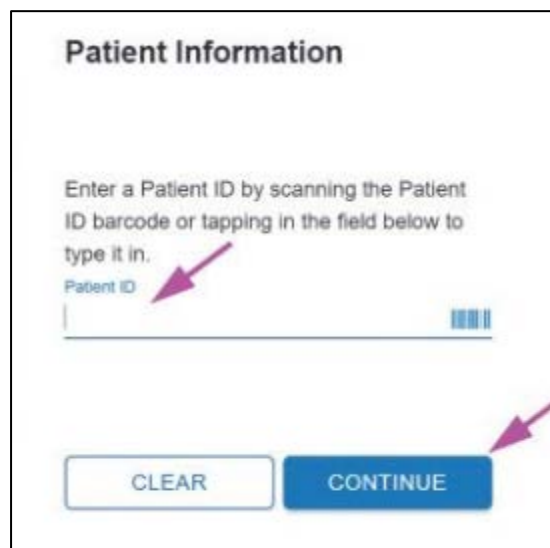 Patient Information
Enter a Patient ID by scanning the Patient
ID barcode or tapping in the field below to
type it in.
Patient ID
CLEAR CONTINUE